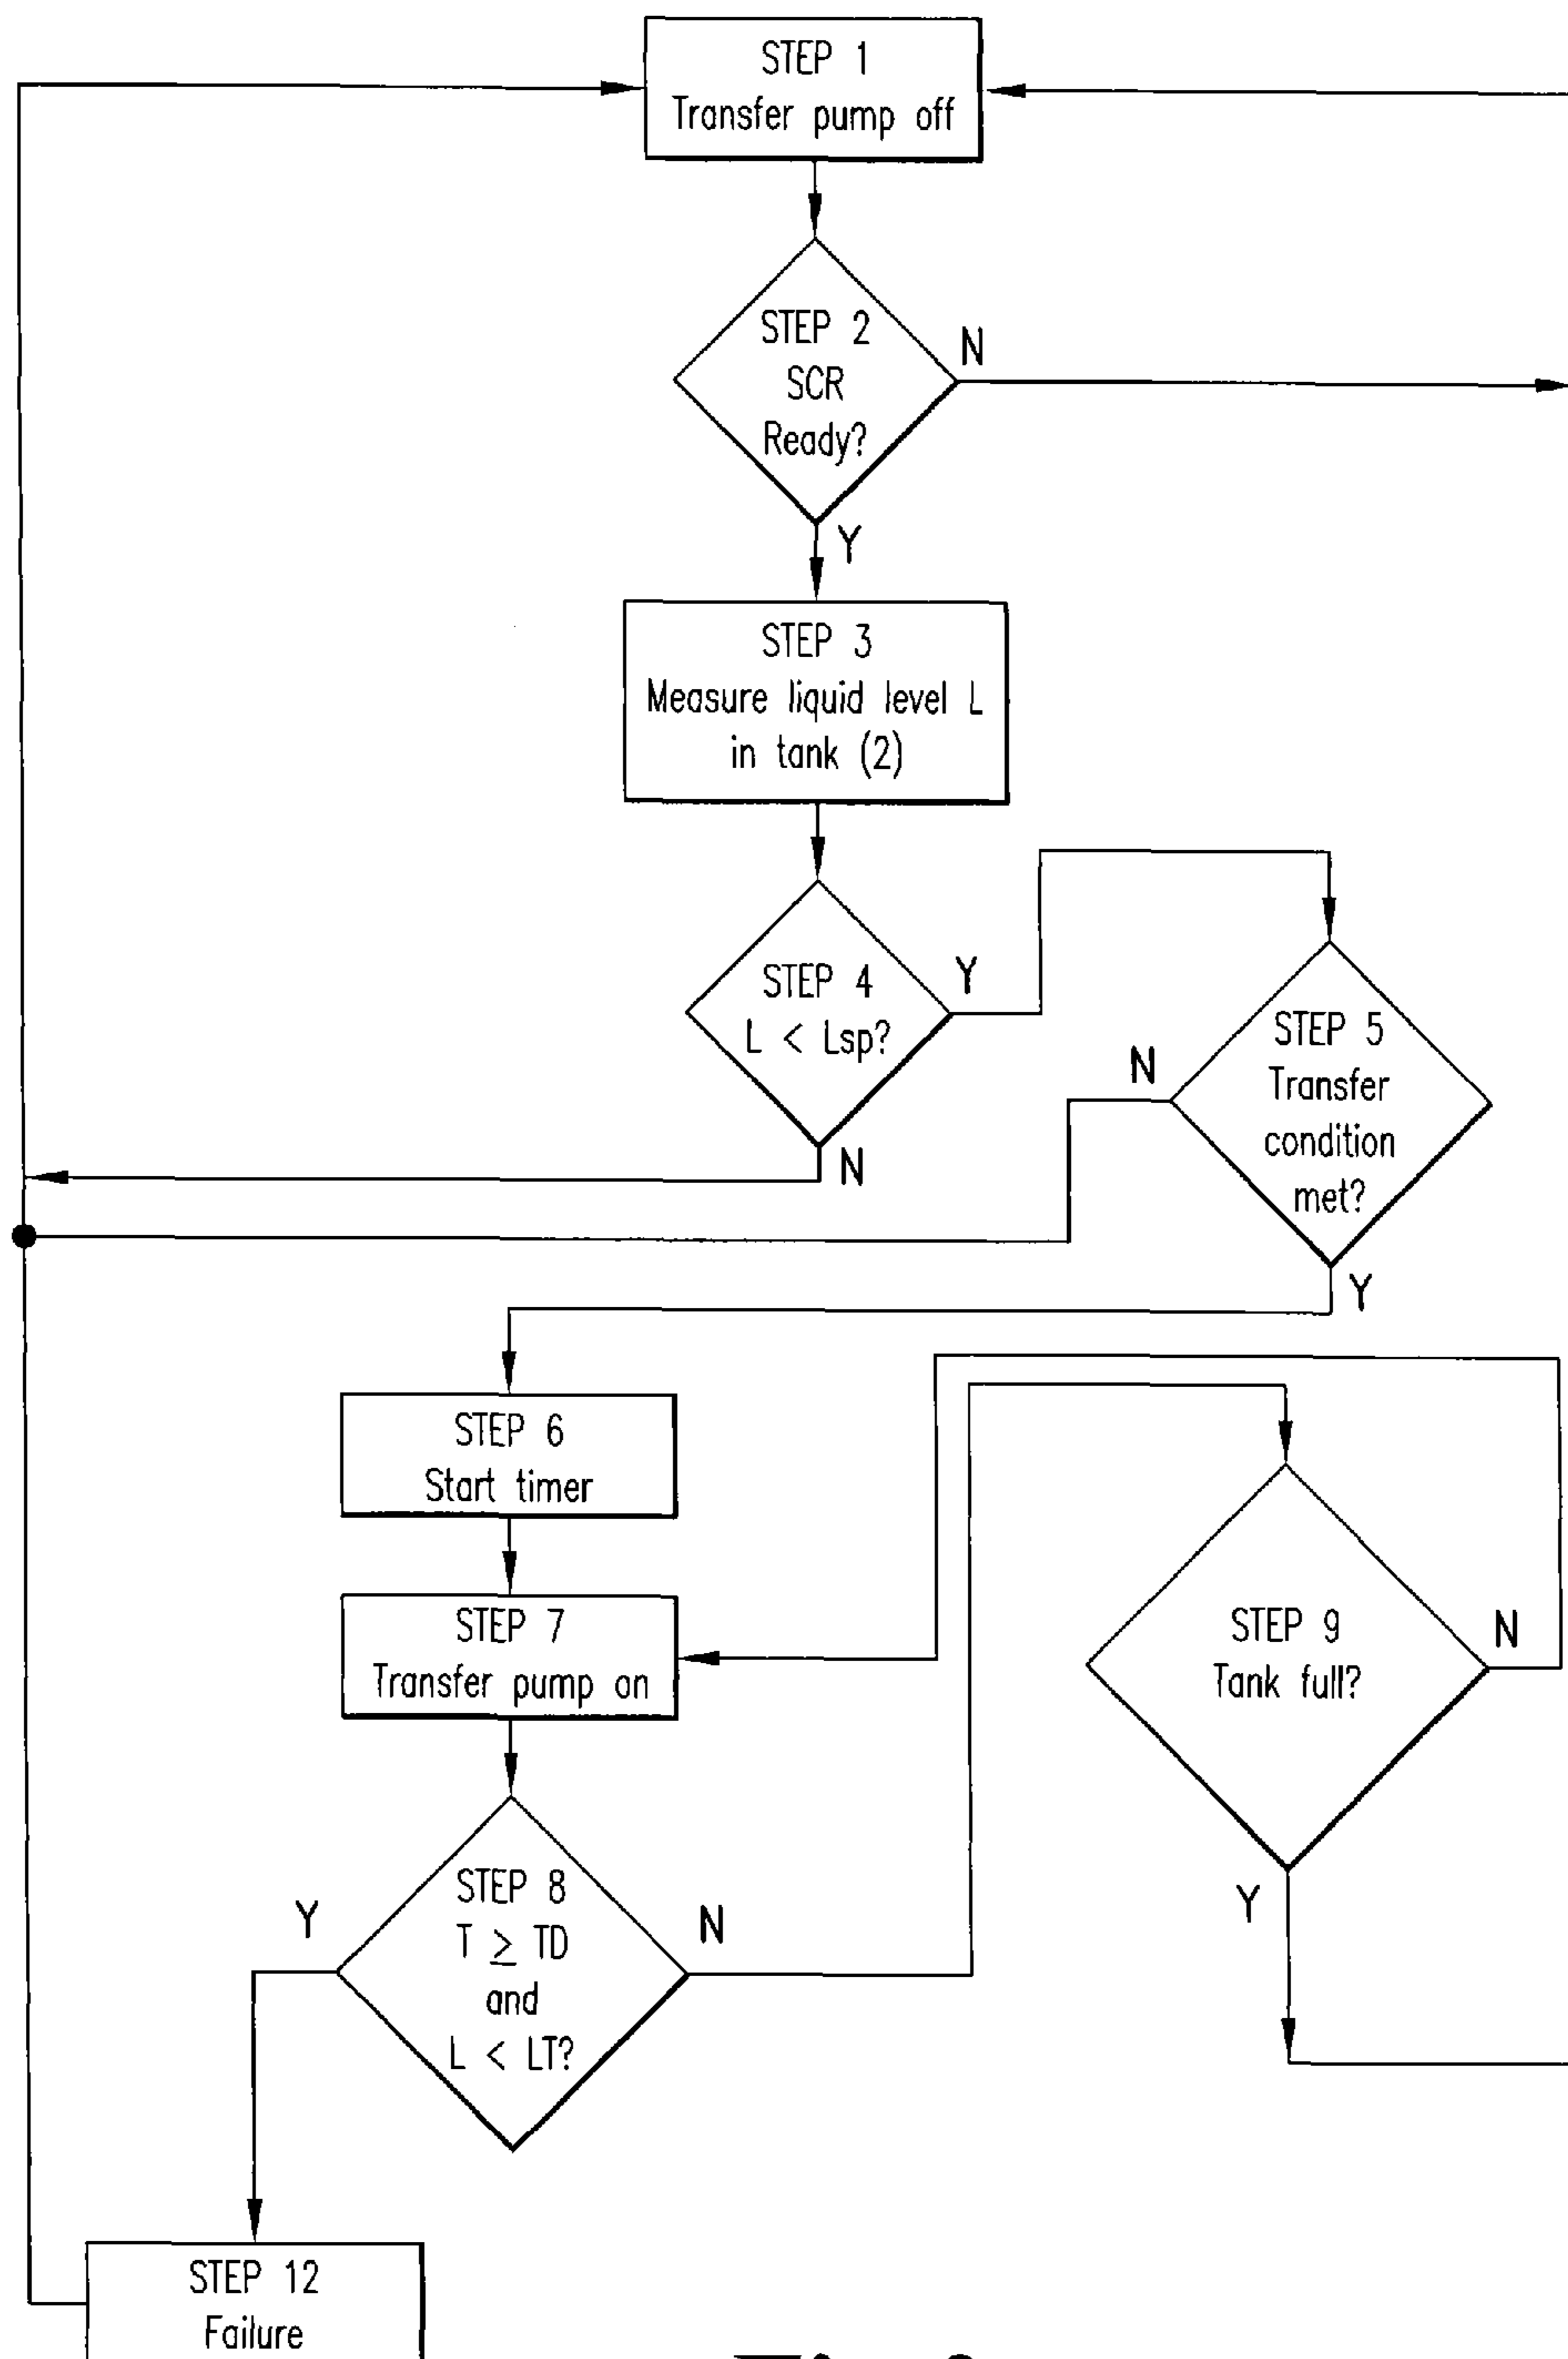 STEP 1
Transfer pump off
STEP 2
SCR
Ready?
N
Y
STEP 3
Measure liquid level L
in tank (2)
STEP 4
L < Lsp?
Y
N
STEP 5
Transfer
condition
met?
N
Y
STEP 6
Start timer
STEP 7
Transfer pump on
STEP 8
T ≥ TD
and
L < LT?
Y
N
STEP 9
Tank full?
N
Y
STEP 12
Failure